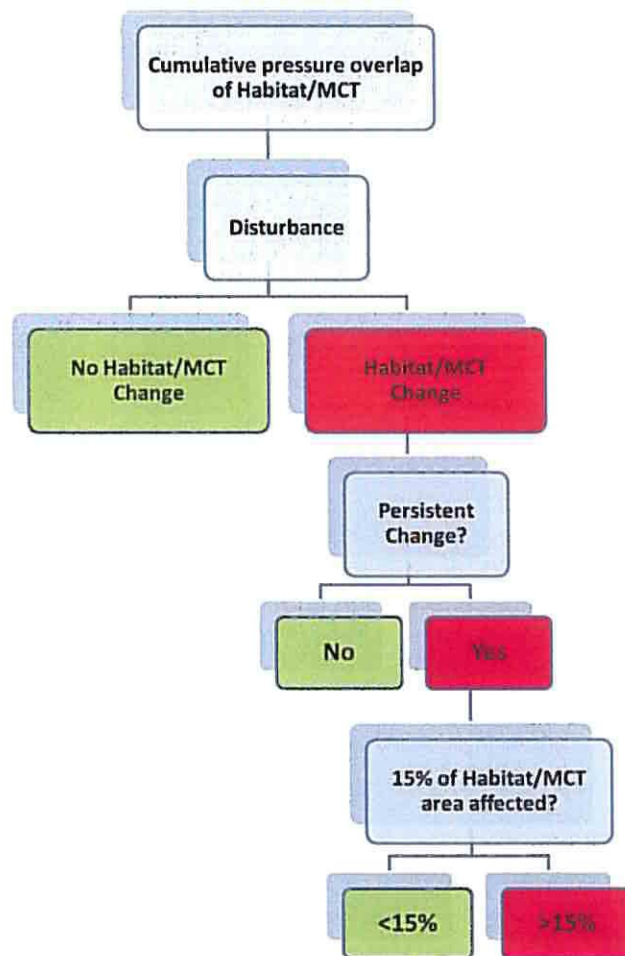 Cumulative pressure overlap
of Habitat/MCT
Disturbance
No Habitat/MCT
Change
Habitat/MCT
Change
Persistent
Change?
No
Yes
15% of Habitat/MCT
area affected?
<15%
>15%